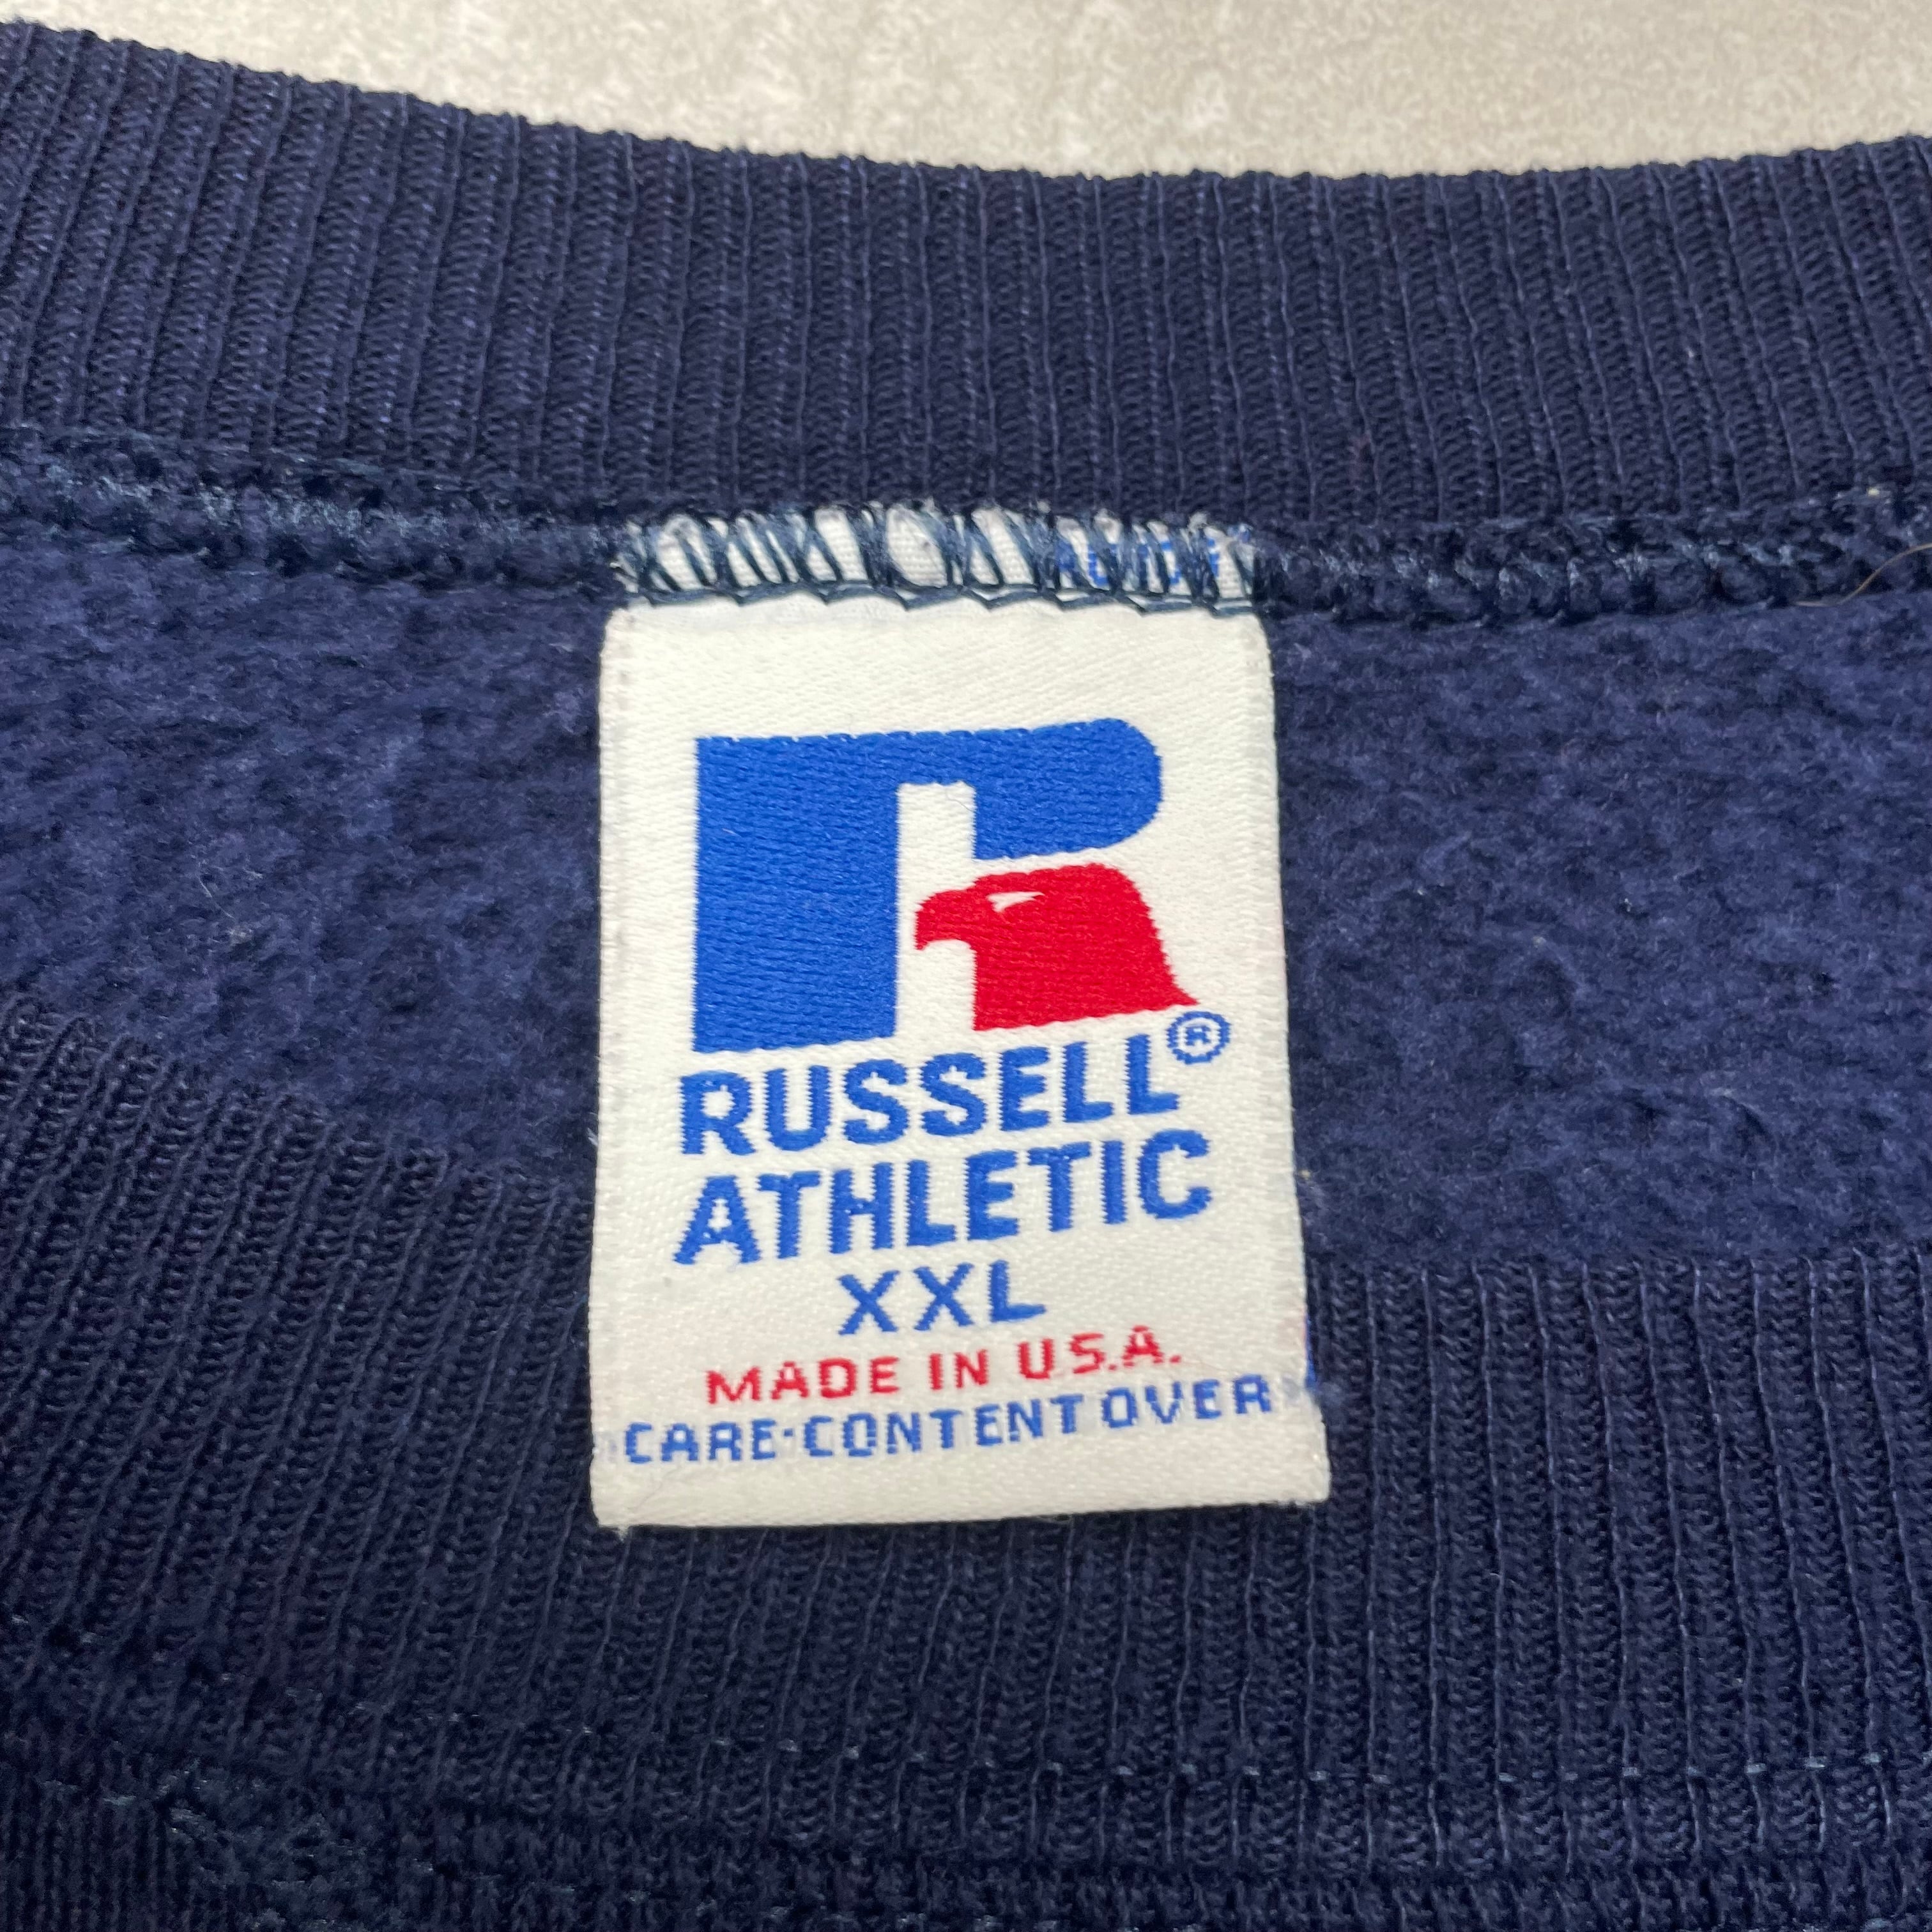 RUSSELL®
ATHLETIC
XXL
MADE IN U.S.A.
CARE·CONTENT OVER